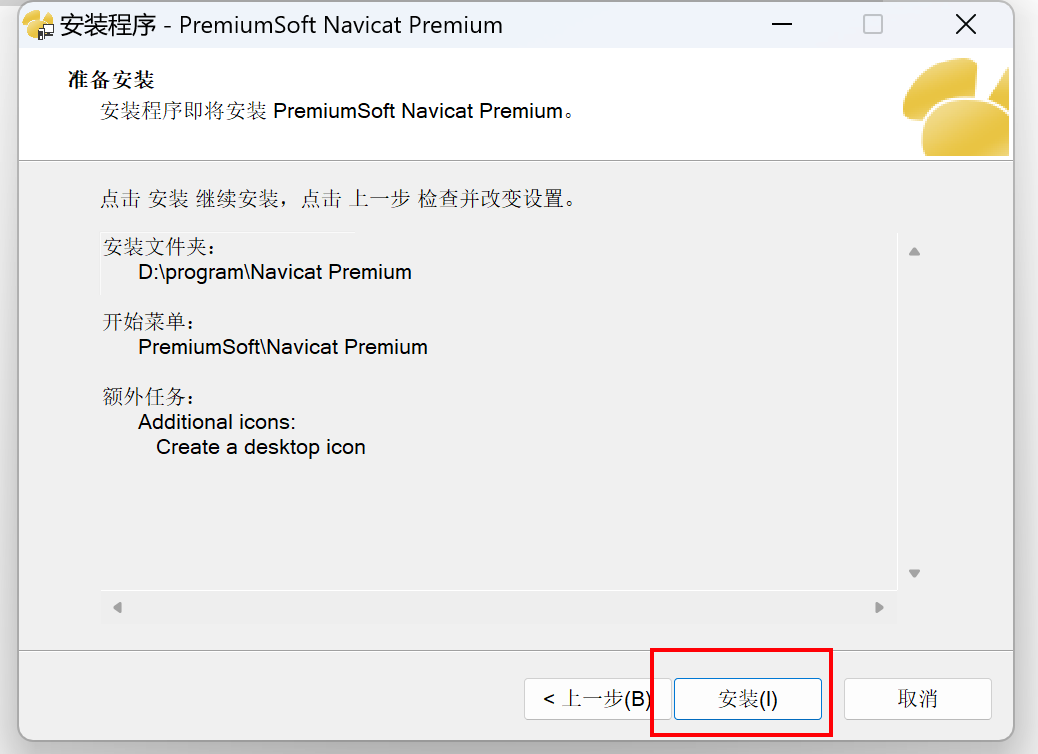 安装程序 - PremiumSoft Navicat Premium
准备安装
安装程序即将安装 PremiumSoft Navicat Premium。
点击 安装 继续安装，点击 上一步 检查并改变设置。
安装文件夹：
D:\program\Navicat Premium
开始菜单：
PremiumSoft\Navicat Premium
额外任务：
Additional icons:
Create a desktop icon
< 上一步(B) 安装(I) 取消